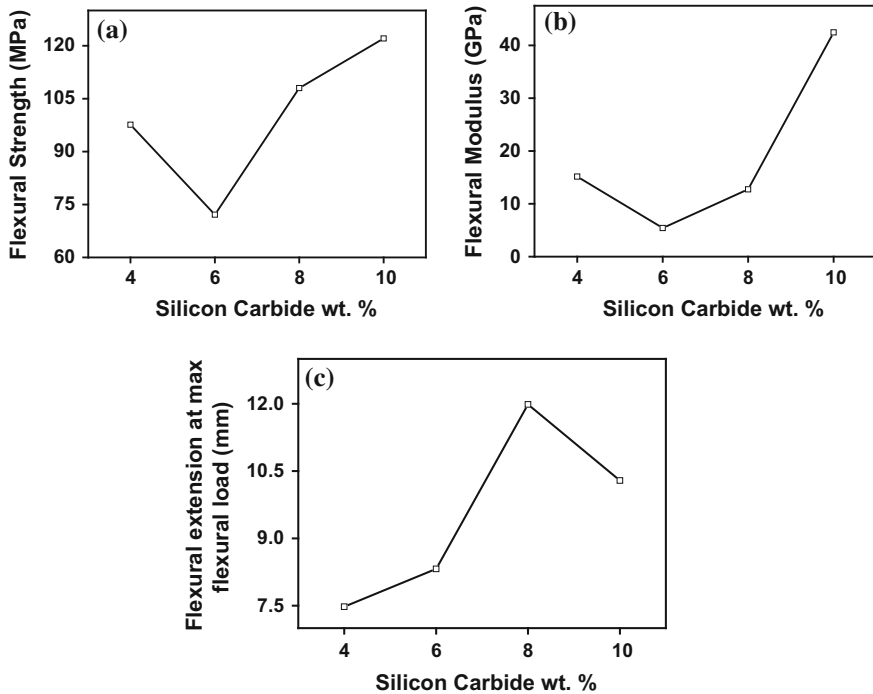 (a)
Flexural Strength (MPa)
120
105
90
75
60
4 6 8 10
Silicon Carbide wt. %
(b)
Flexural Modulus (GPa)
40
30
20
10
0
4 6 8 10
Silicon Carbide wt. %
(c)
Flexural extension at max
flexural load (mm)
12.0
10.5
9.0
7.5
4 6 8 10
Silicon Carbide wt. %